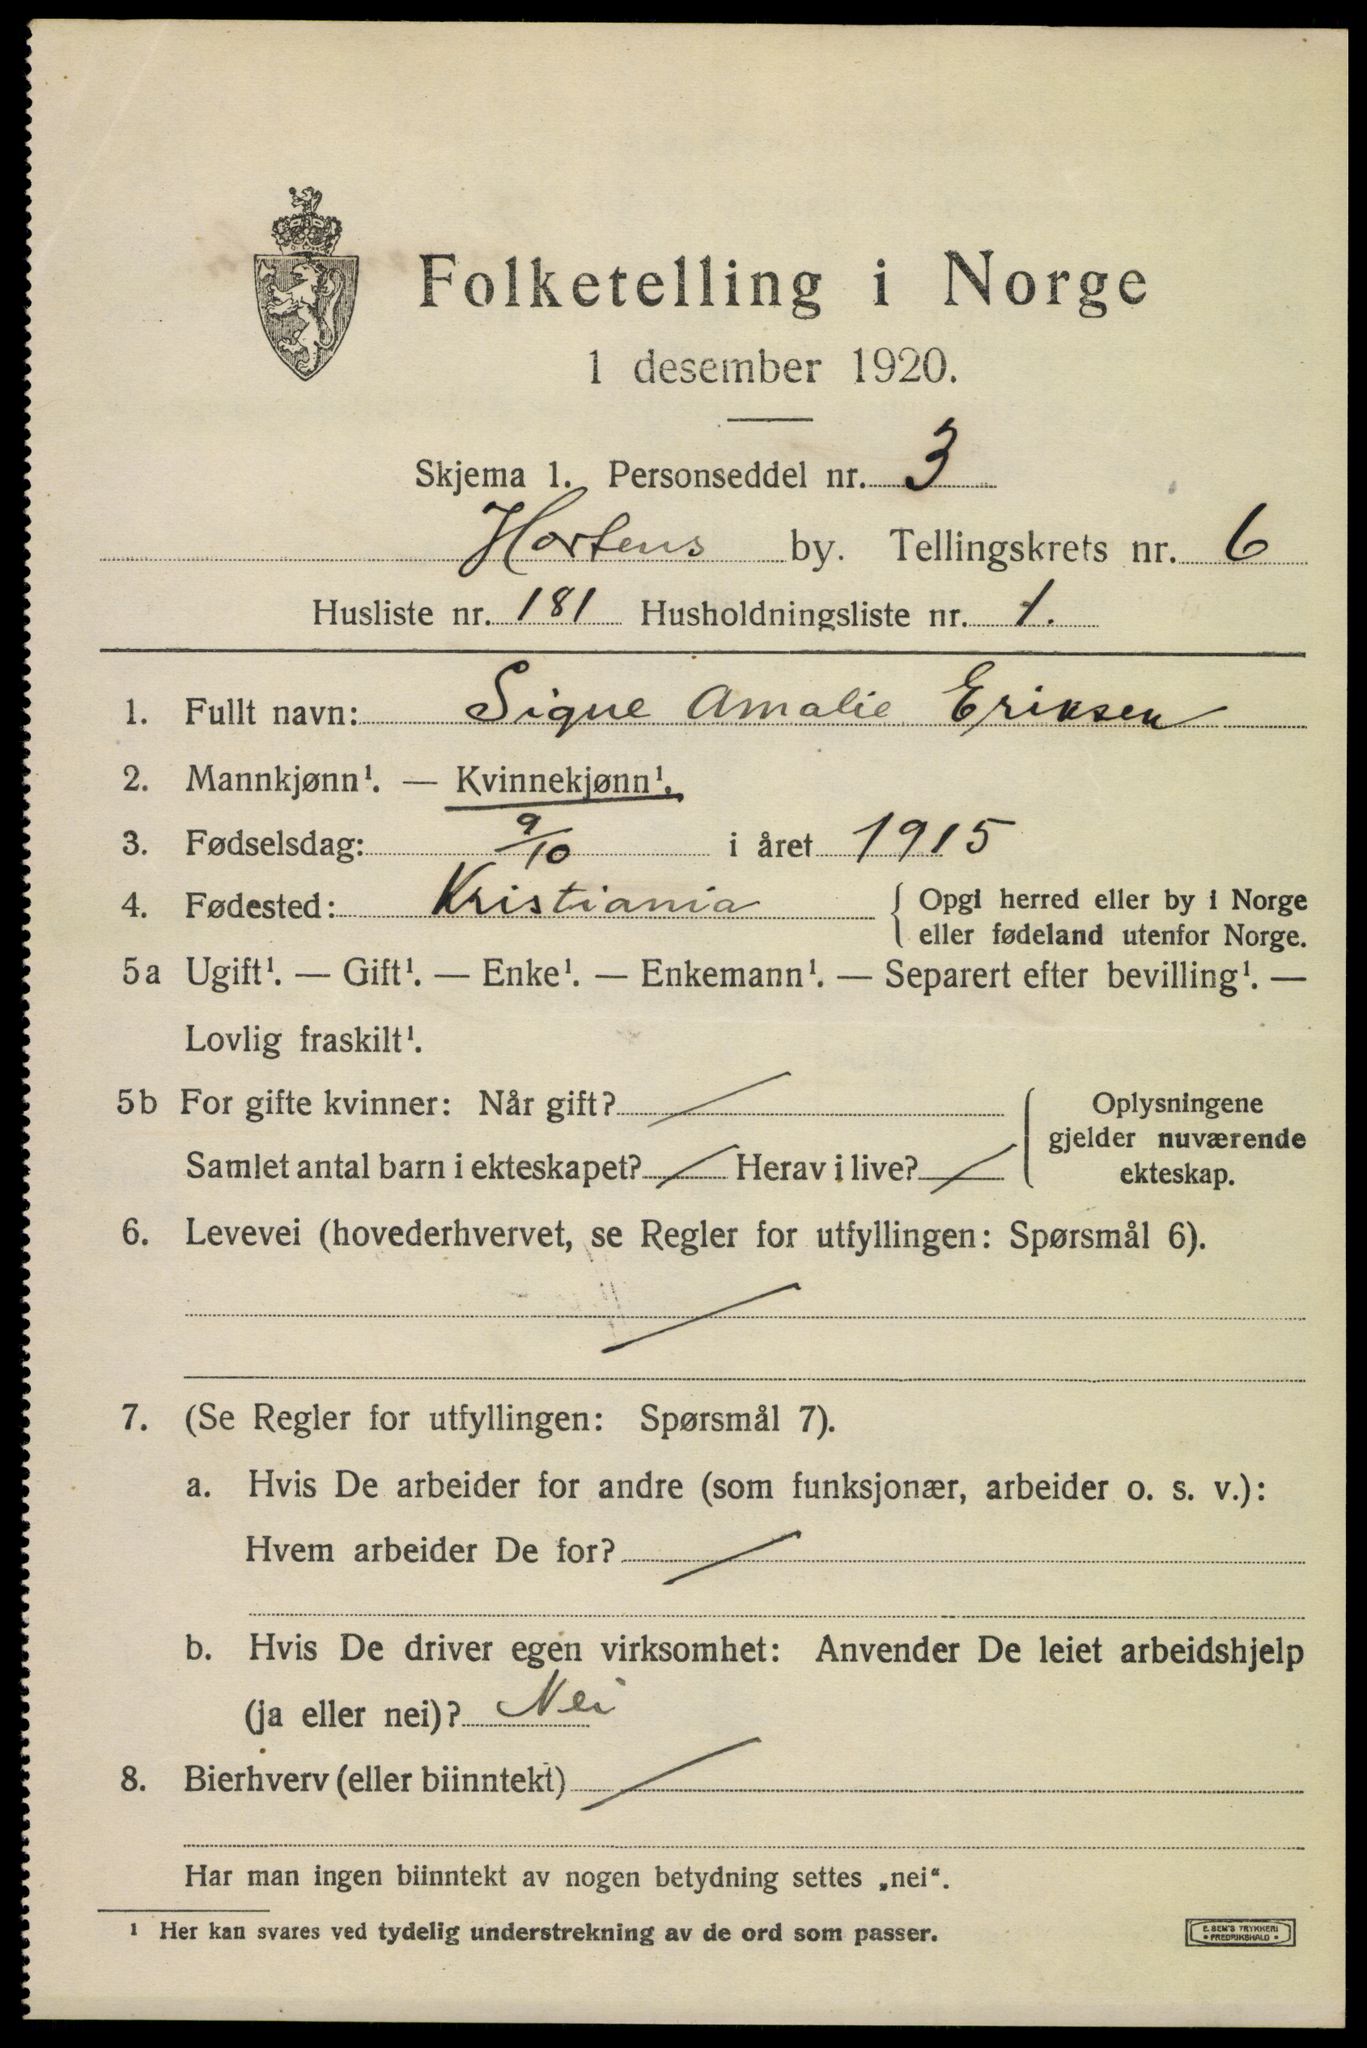 Folketelling i Norge
1 desember 1920.
Skjema 1. Personseddel nr. 3
Hortens by. Tellingskrets nr. 6
Husliste nr. 181 Husholdningsliste nr. 1.
1. Fullt navn: Signe Amalie Eriksen
2. Mannkjønn¹. — Kvinnekjønn¹.
3. Fødselsdag: 9/10 i året 1915
4. Fødested: Kristiania { Opgi herred eller by i Norge
eller fødeland utenfor Norge.
5a Ugift¹. — Gift¹. — Enke¹. — Enkemann¹. — Separert efter bevilling¹. —
Lovlig fraskilt¹.
5b For gifte kvinner: Når gift? /
Samlet antal barn i ekteskapet? / Herav i live? /
{ Oplysningene
gjelder nuværende
ekteskap.
6. Levevei (hovederhvervet, se Regler for utfyllingen: Spørsmål 6).
/
7. (Se Regler for utfyllingen: Spørsmål 7).
a. Hvis De arbeider for andre (som funksjonær, arbeider o. s. v.):
Hvem arbeider De for? /
b. Hvis De driver egen virksomhet: Anvender De leiet arbeidshjelp
(ja eller nei)? Nei
8. Bierhverv (eller biinntekt) /
Har man ingen biinntekt av nogen betydning settes „nei“.
¹ Her kan svares ved tydelig understrekning av de ord som passer.
E. SEM'S TRYKKERI
• FREDRIKSHALD •